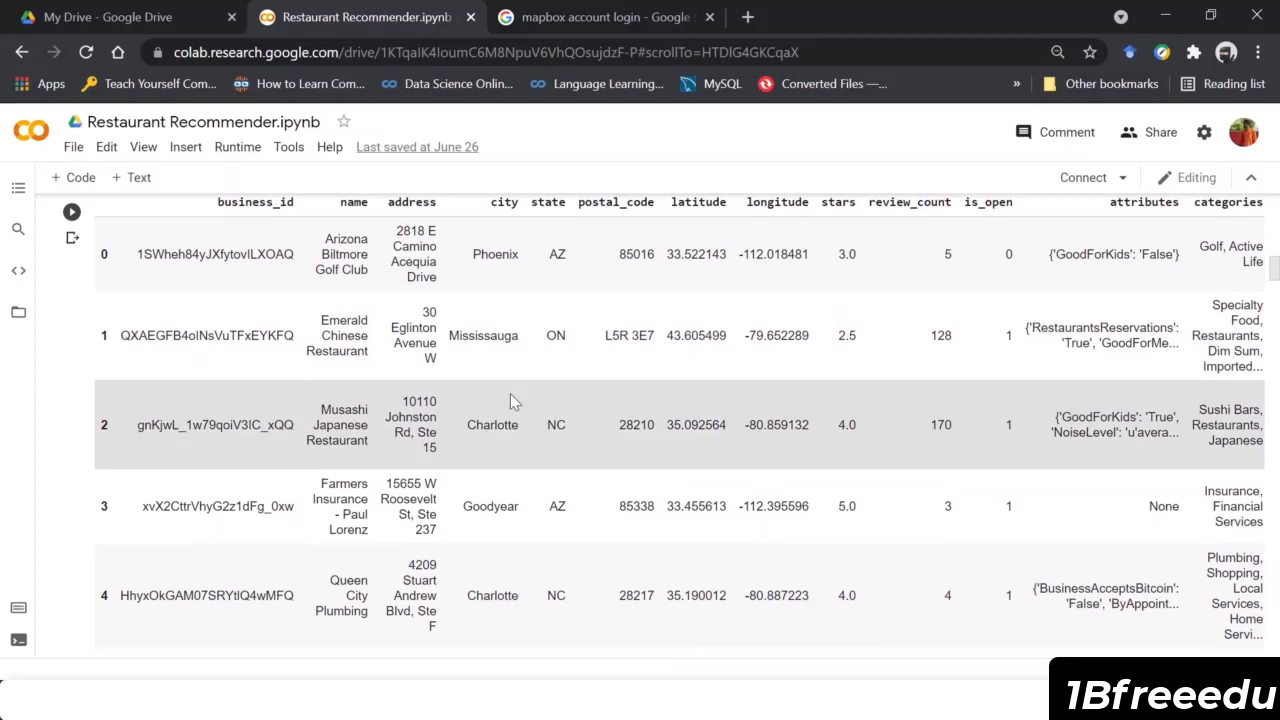 My Drive - Google Drive
Restaurant Recommender.ipynb
mapbox account login - Google
colab.research.google.com/drive/1KTqalK4IoumC6M8NpuV6VhQOsujdzF-P#scrollTo=HTDlG4GKCqaX
Apps Teach Yourself Com... How to Learn Com... Data Science Onlin... Language Learning... MySQL Converted Files —... » Other bookmarks Reading list
Restaurant Recommender.ipynb
Comment Share
File Edit View Insert Runtime Tools Help Last saved at June 26
+ Code + Text Connect Editing
business_id name address city state postal_code latitude longitude stars review_count is_open attributes categories
0 1SWheh84yJXfytovILXOAQ Arizona Biltmore Golf Club 2818 E Camino Acequia Drive Phoenix AZ 85016 33.522143 -112.018481 3.0 5 0 {'GoodForKids': 'False'} Golf, Active Life
1 QXAEGFB4oINsVuTFxEYKFQ Emerald Chinese Restaurant 30 Eglinton Avenue W Mississauga ON L5R 3E7 43.605499 -79.652289 2.5 128 1 {'RestaurantsReservations': 'True', 'GoodForMe... Specialty Food, Restaurants, Dim Sum, Imported...
2 gnKjwL_1w79qoiV3IC_xQQ Musashi Japanese Restaurant 10110 Johnston Rd, Ste 15 Charlotte NC 28210 35.092564 -80.859132 4.0 170 1 {'GoodForKids': 'True', 'NoiseLevel': 'u'avera... Sushi Bars, Restaurants, Japanese
3 xvX2CttrVhyG2z1dFg_0xw Farmers Insurance - Paul Lorenz 15655 W Roosevelt St, Ste 237 Goodyear AZ 85338 33.455613 -112.395596 5.0 3 1 None Insurance, Financial Services
4 HhyxOkGAM07SRYtlQ4wMFQ Queen City Plumbing 4209 Stuart Andrew Blvd, Ste F Charlotte NC 28217 35.190012 -80.887223 4.0 4 1 {'BusinessAcceptsBitcoin': 'False', 'ByAppoint... Plumbing, Shopping, Local Services, Home Servi...
1Bfreeedu